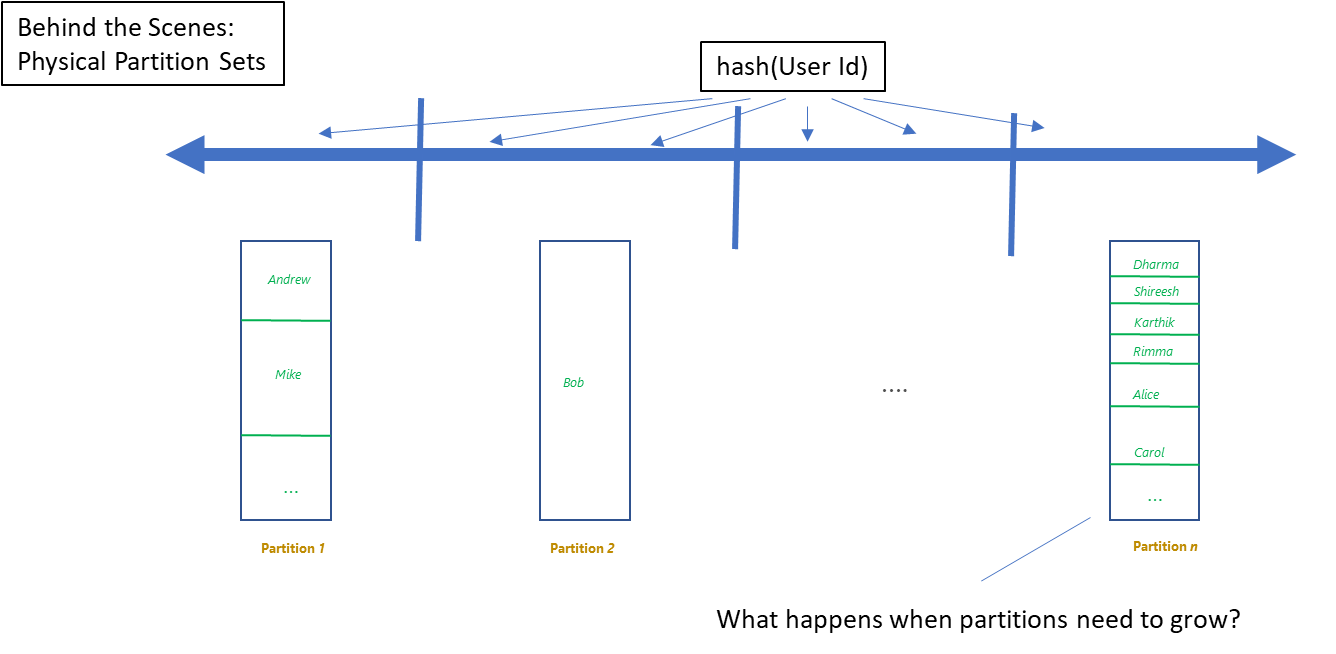 Behind the Scenes:
Physical Partition Sets
hash(User Id)
Andrew
Mike
...
Partition 1
Bob
Partition 2
....
Dharma
Shireesh
Karthik
Rimma
Alice
Carol
...
Partition n
What happens when partitions need to grow?